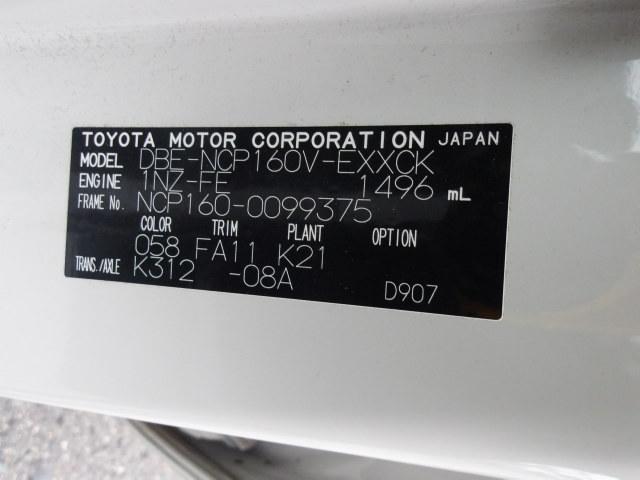 TOYOTA MOTOR CORPORATION JAPAN
MODEL DBE-NCP160V-EXXCK
ENGINE 1NZ-FE 1496 mL
FRAME No. NCP160-0099375
COLOR TRIM PLANT OPTION
058 FA11 K21
TRANS./AXLE K312 -08A
D907